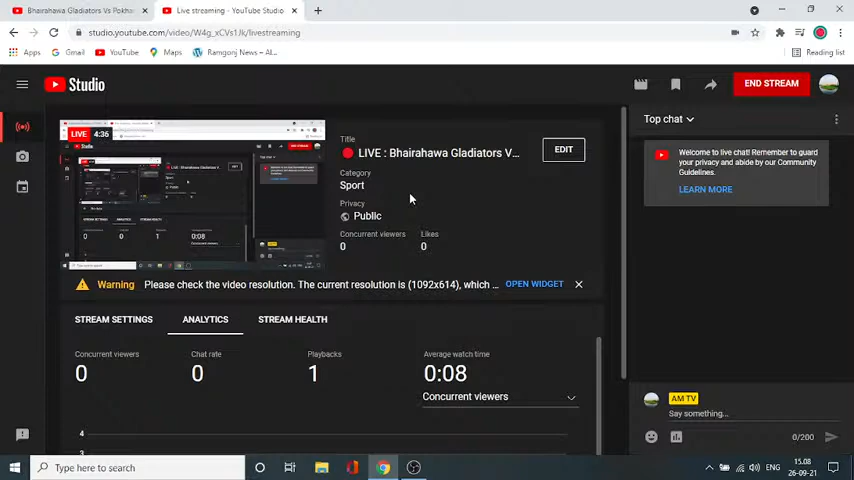 Bhairahawa Gladiators Vs Pokha
Live streaming - YouTube Studio
studio.youtube.com/video/W4g_xCVs1Jk/livestreaming
Apps
Gmail
YouTube
Maps
Ramgonj News – Al...
Reading list
Studio
END STREAM
LIVE 4:36
Title
LIVE : Bhairahawa Gladiators V...
EDIT
Category
Sport
Privacy
Public
Concurrent viewers
Likes
0
0
Top chat
Welcome to live chat! Remember to guard
your privacy and abide by our Community
Guidelines.
LEARN MORE
Warning Please check the video resolution. The current resolution is (1092x614), which ... OPEN WIDGET
STREAM SETTINGS
ANALYTICS
STREAM HEALTH
Concurrent viewers
Chat rate
Playbacks
Average watch time
0
0
1
0:08
Concurrent viewers
4
3
AM TV
Say something...
0/200
Type here to search
ENG
15.08
26-09-21